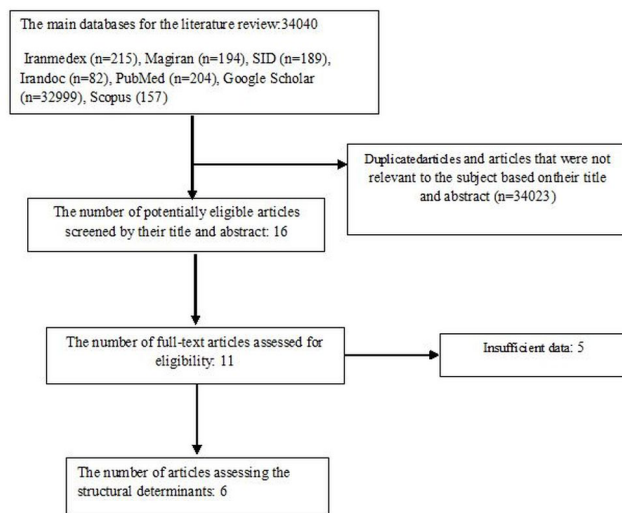 The main databases for the literature review:34040
Iranmedex (n=215), Magiran (n=194), SID (n=189),
Irandoc (n=82), PubMed (n=204), Google Scholar
(n=32999), Scopus (157)
Duplicatedarticles and articles that were not
relevant to the subject based ontheir title
and abstract (n=34023)
The number of potentially eligible articles
screened by their title and abstract: 16
The number of full-text articles assessed for
eligibility: 11
Insufficient data: 5
The number of articles assessing the
structural determinants: 6